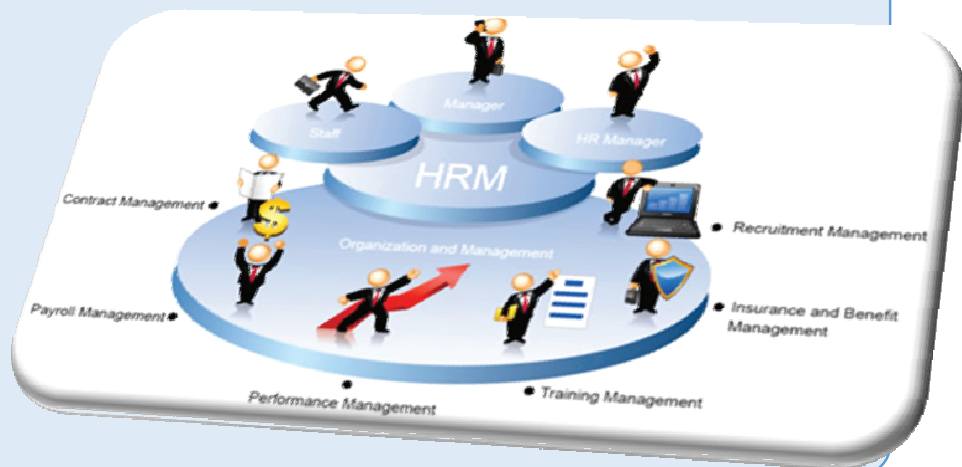 Manager
Staff
HR Manager
HRM
Contract Management
Organization and Management
Recruitment Management
Payroll Management
Insurance and Benefit
Management
Performance Management
Training Management